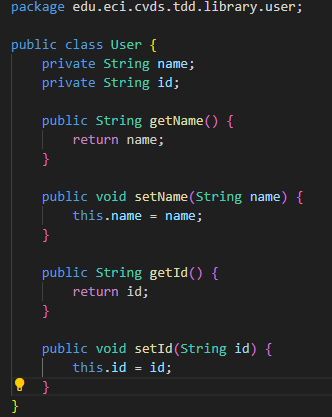 package edu.eci.cvds.tdd.library.user;
public class User {
private String name;
private String id;
public String getName() {
return name;
}
public void setName(String name) {
this.name = name;
}
public String getId() {
return id;
}
public void setId(String id) {
this.id = id;
}
}